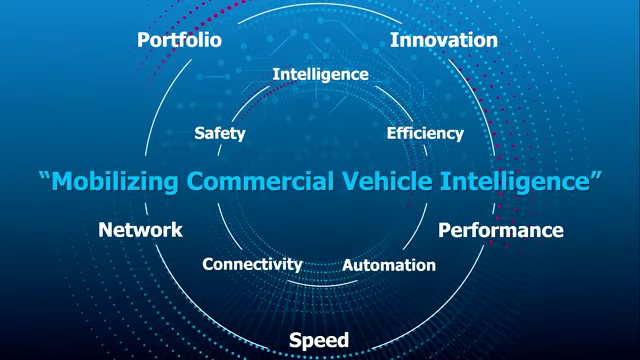 Portfolio
Innovation
Intelligence
Safety
Efficiency
“Mobilizing Commercial Vehicle Intelligence”
Network
Performance
Connectivity
Automation
Speed